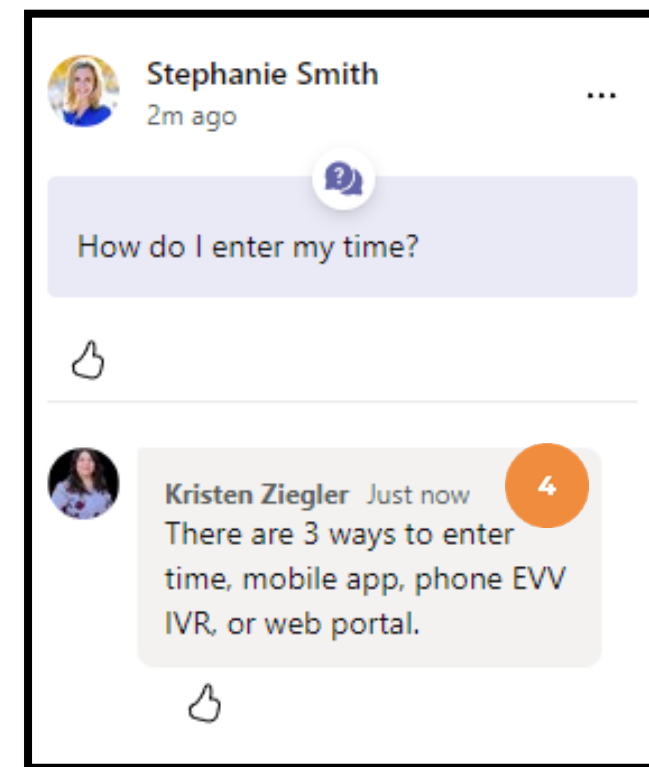 Stephanie Smith
...
2m ago
?
How do I enter my time?
Kristen Ziegler Just now
4
There are 3 ways to enter
time, mobile app, phone EVV
IVR, or web portal.